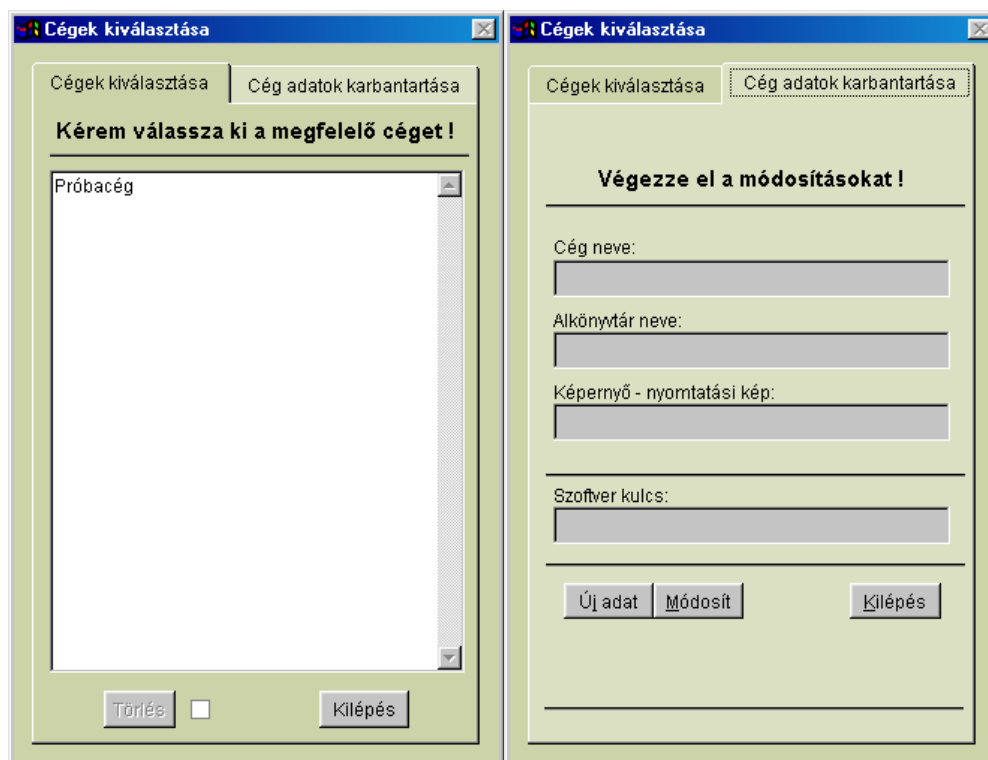 Cégek kiválasztása
Cégek kiválasztása
Cég adatok karbantartása
Kérem válassza ki a megfelelő céget !
Próbacég
Törlés
Kilépés
Cégek kiválasztása
Cégek kiválasztása
Cég adatok karbantartása
Végezze el a módosításokat !
Cég neve:
Alkönyvtár neve:
Képernyő - nyomtatási kép:
Szoftver kulcs:
Új adat
Módosít
Kilépés